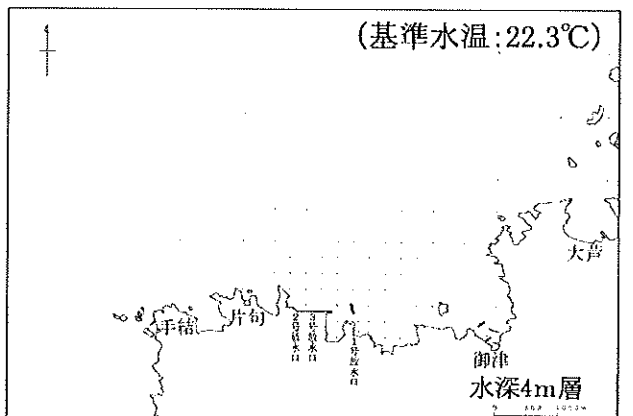 (基準水温:22.3℃)
大芦
手結
片句
2号放水口
3号放水口
1号放水口
御津
水深4m層